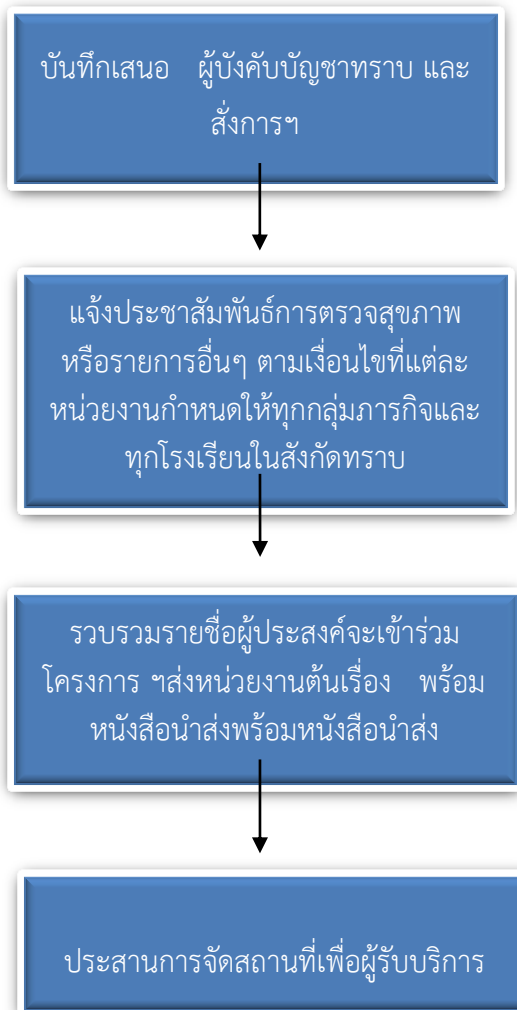 บันทึกเสนอ   ผู้บังคับบัญชาทราบ และ
สั่งการฯ
แจ้งประชาสัมพันธ์การตรวจสุขภาพ
หรือรายการอื่นๆ ตามเงื่อนไขที่แต่ละ
หน่วยงานกำหนดให้ทุกกลุ่มภารกิจและ
ทุกโรงเรียนในสังกัดทราบ
รวบรวมรายชื่อผู้ประสงค์จะเข้าร่วม
โครงการ ฯส่งหน่วยงานต้นเรื่อง   พร้อม
หนังสือนำส่งพร้อมหนังสือนำส่ง
ประสานการจัดสถานที่เพื่อผู้รับบริการ